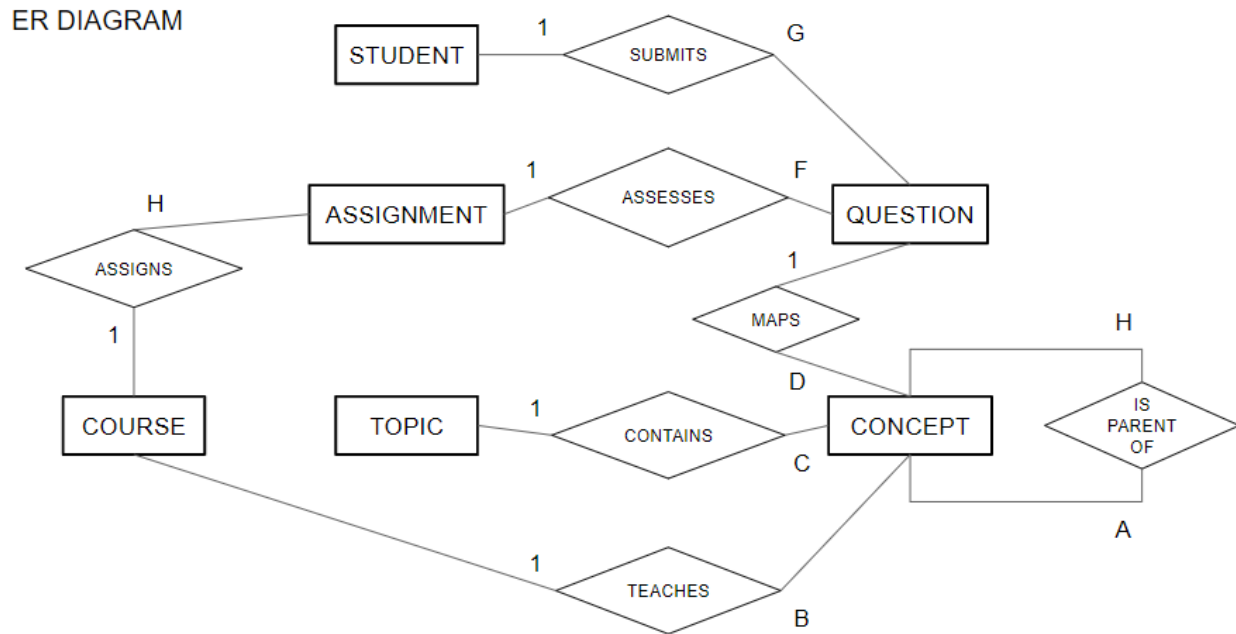 ER DIAGRAM
1
G
STUDENT
SUBMITS
1
F
H
ASSIGNMENT
ASSESSES
QUESTION
ASSIGNS
1
MAPS
H
1
D
1
COURSE
TOPIC
CONTAINS
CONCEPT
IS
PARENT
OF
C
A
1
TEACHES
B